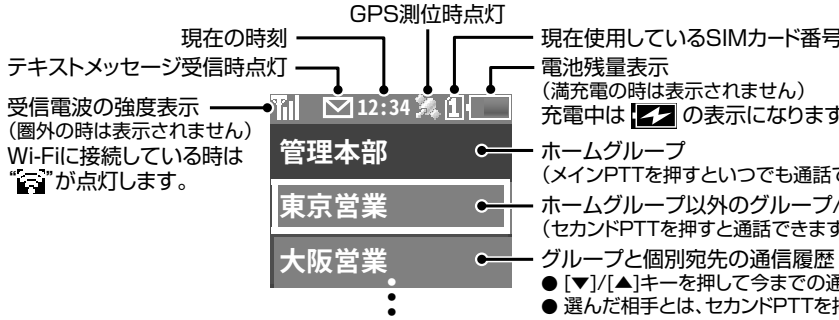 GPS測位時点灯
現在の時刻
テキストメッセージ受信時点灯
受信電波の強度表示
（圏外の時は表示されません）
Wi-Fiに接続している時は
“ ”が点灯します。
12:34
1
管理本部
東京営業
大阪営業
現在使用しているSIMカード番号
電池残量表示
（満充電の時は表示されません）
充電中は の表示になります
ホームグループ
（メインPTTを押すといつでも通話で
ホームグループ以外のグループ/
（セカンドPTTを押すと通話できます
グループと個別宛先の通信履歴
● [▼]/[▲]キーを押して今までの通
● 選んだ相手とは、セカンドPTTを押